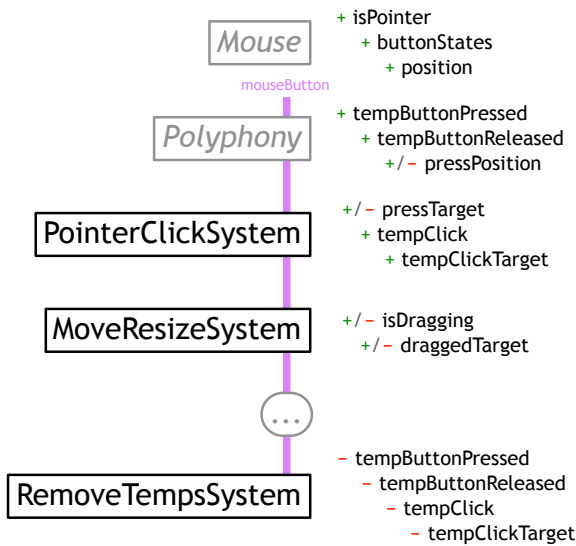 Mouse
+ isPointer
+ buttonStates
+ position
mouseButton
Polyphony
+ tempButtonPressed
+ tempButtonReleased
+/- pressPosition
PointerClickSystem
+/- pressTarget
+ tempClick
+ tempClickTarget
MoveResizeSystem
+/- isDragging
+/- draggedTarget
...
RemoveTempsSystem
- tempButtonPressed
- tempButtonReleased
- tempClick
- tempClickTarget